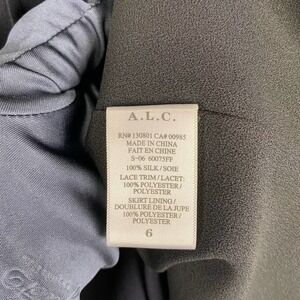 A.L.C.
RN# 130801 CA# 00985
MADE IN CHINA
FAIT EN CHINE
S-06 60075FF
100% SILK / SOIE
LACE TRIM / LACET:
100% POLYESTER /
POLYESTER
SKIRT LINING /
DOUBLURE DE LA JUPE
100% POLYESTER /
POLYESTER
6